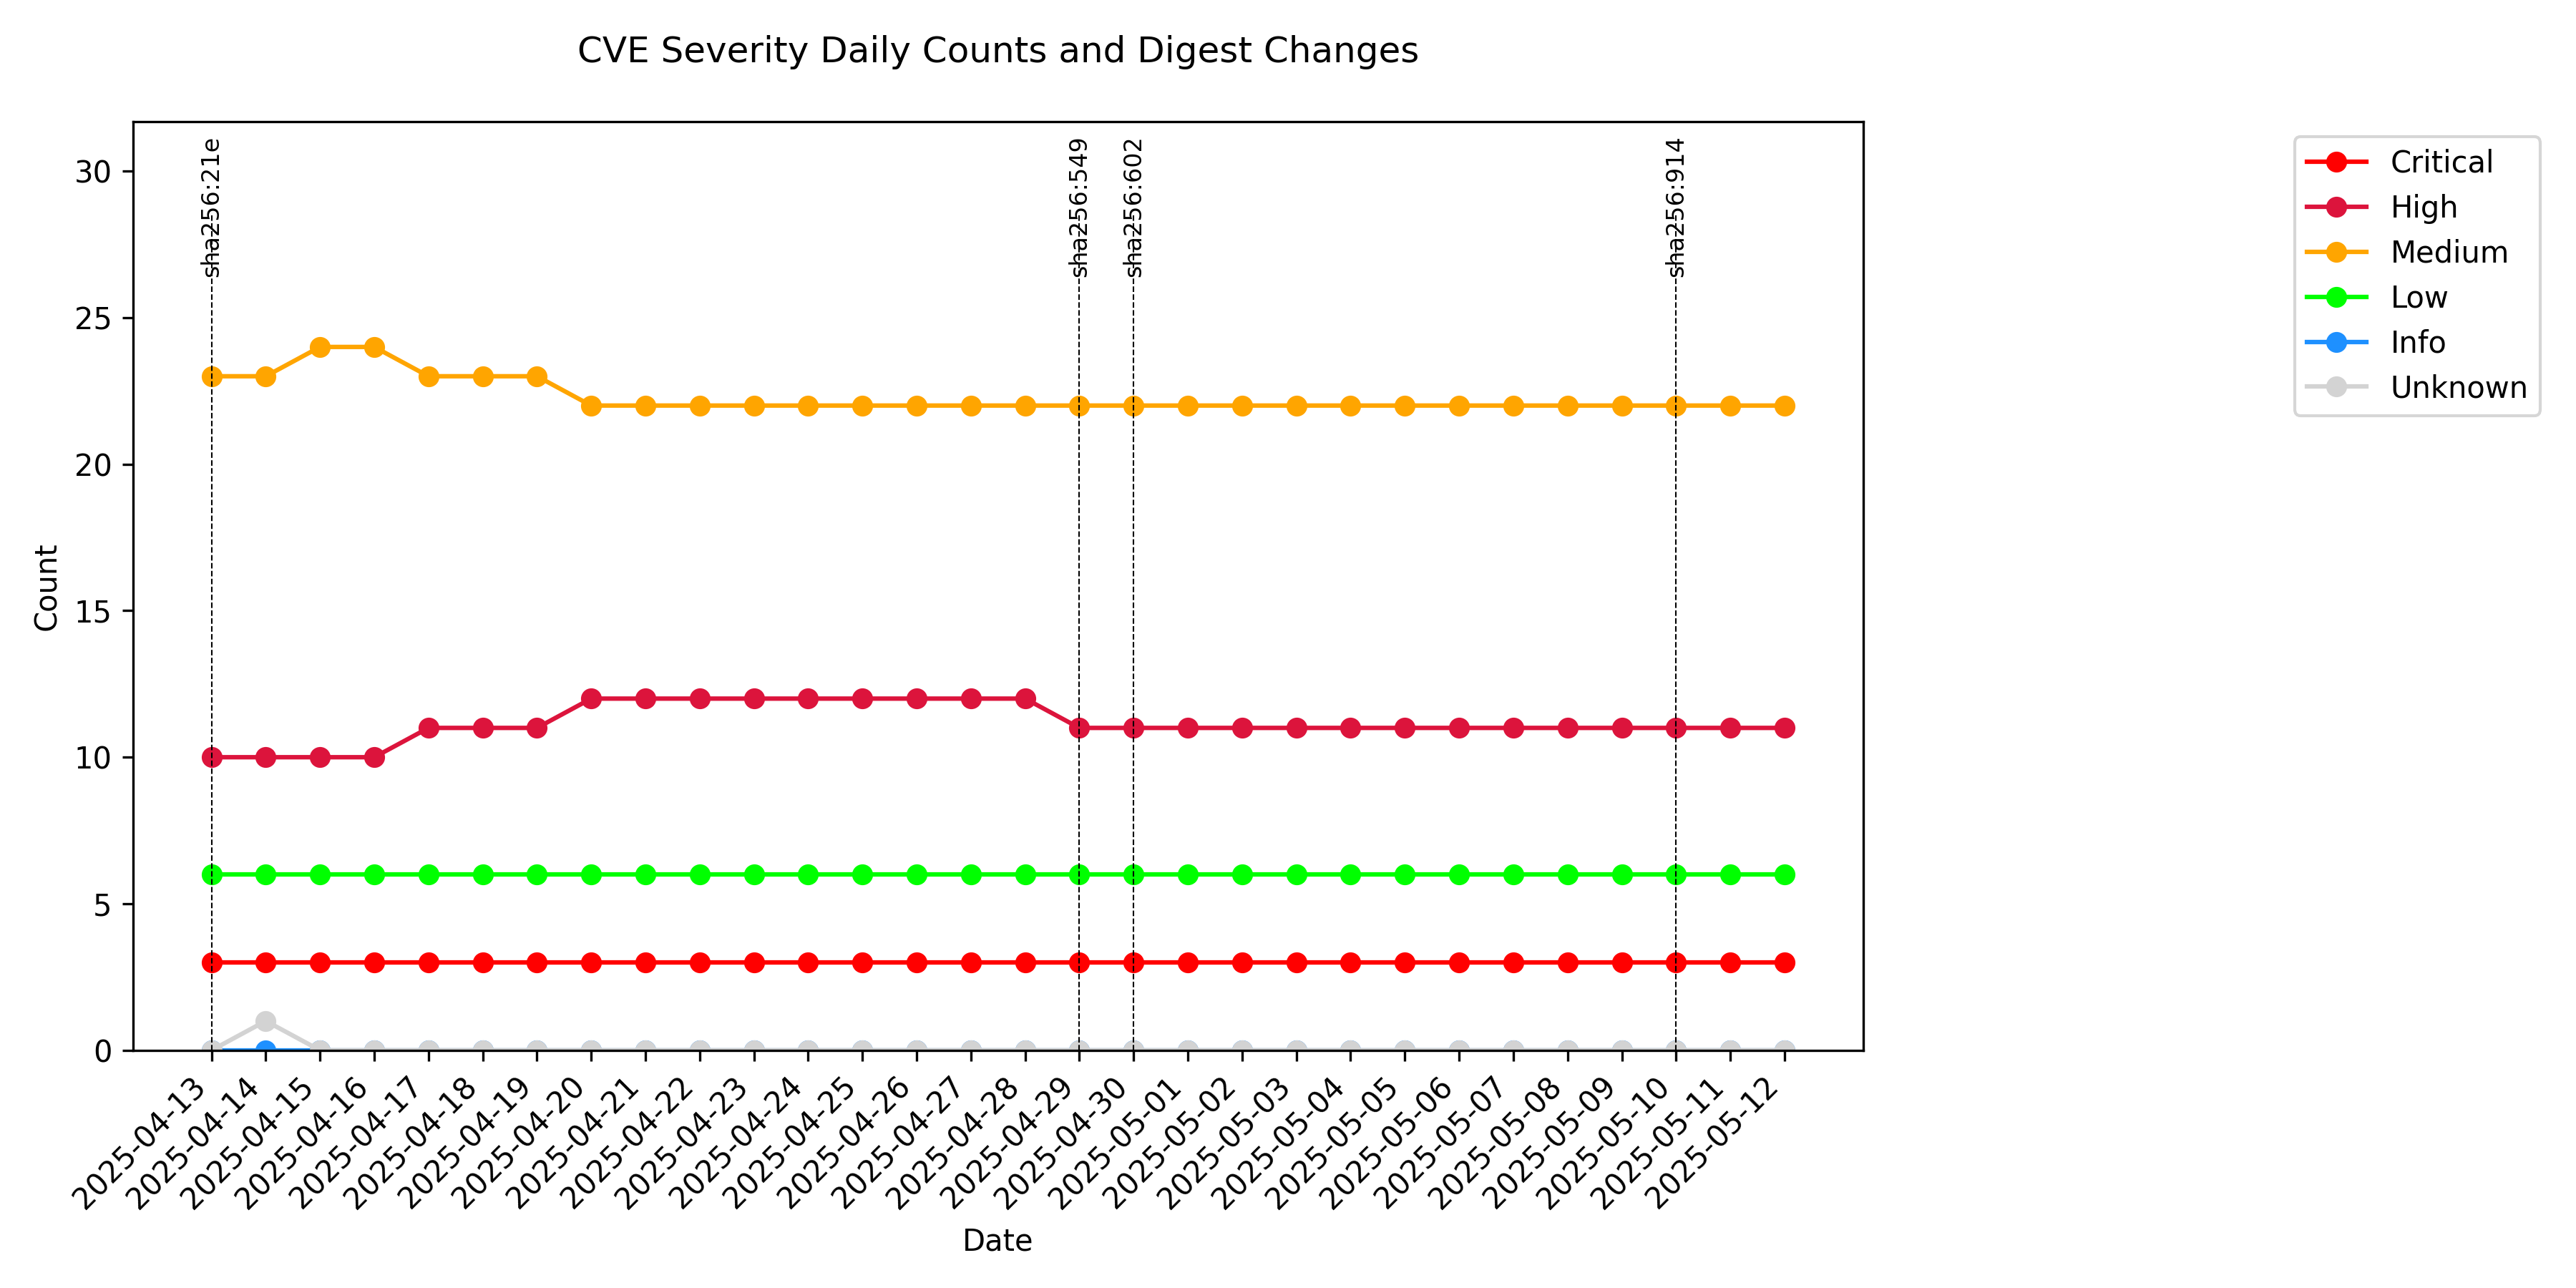 CVE Severity Daily Counts and Digest Changes
sha256:21e
sha256:549
sha256:602
sha256:914
30
25
20
15
10
5
0
Count
2025-04-13
2025-04-14
2025-04-15
2025-04-16
2025-04-17
2025-04-18
2025-04-19
2025-04-20
2025-04-21
2025-04-22
2025-04-23
2025-04-24
2025-04-25
2025-04-26
2025-04-27
2025-04-28
2025-04-29
2025-04-30
2025-05-01
2025-05-02
2025-05-03
2025-05-04
2025-05-05
2025-05-06
2025-05-07
2025-05-08
2025-05-09
2025-05-10
2025-05-11
2025-05-12
Date
Critical
High
Medium
Low
Info
Unknown